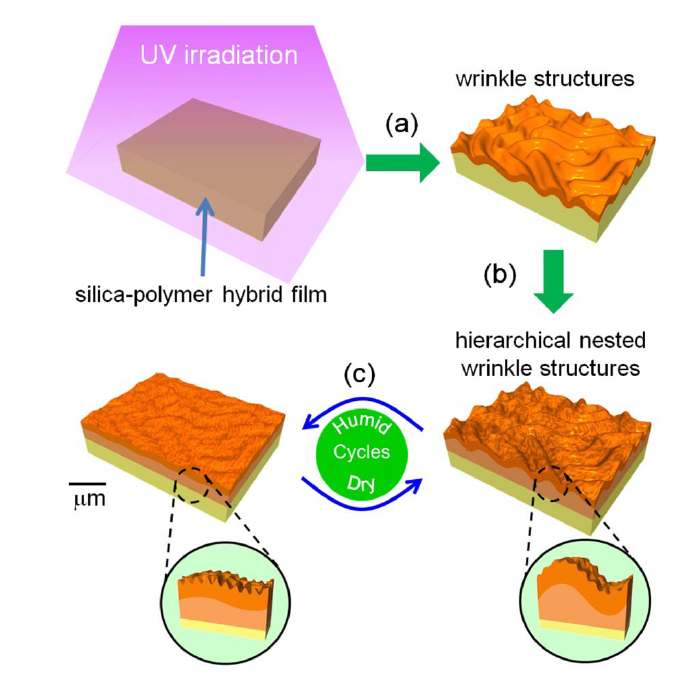 UV irradiation
(a)
wrinkle structures
silica-polymer hybrid film
(b)
hierarchical nested
wrinkle structures
(c)
Humid
Cycles
Dry
μm